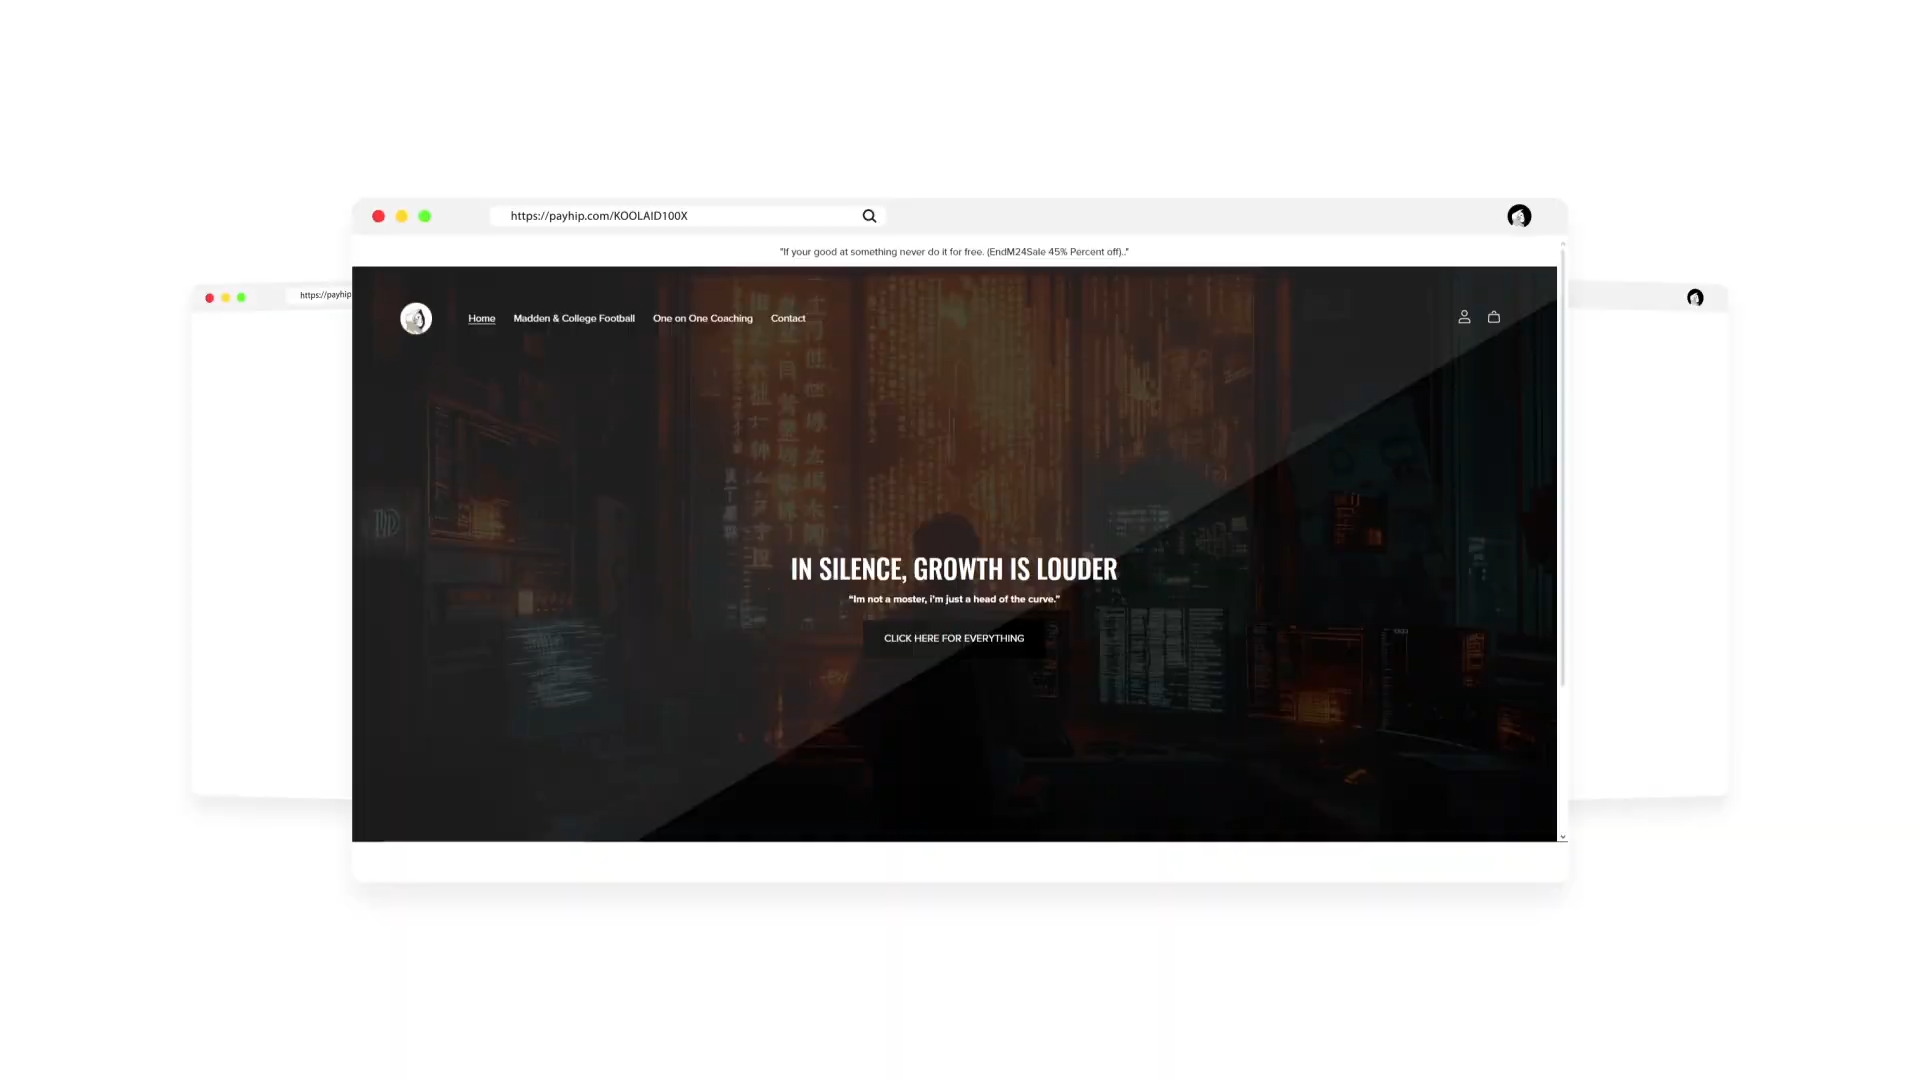 https://payhip.com/KOOLAID100X
"If your good at something never do it for free. (EndM24Sale 45% Percent off).."
https://payhip
Home Madden & College Football One on One Coaching Contact
IN SILENCE, GROWTH IS LOUDER
“Im not a moster, i’m just a head of the curve.”
CLICK HERE FOR EVERYTHING